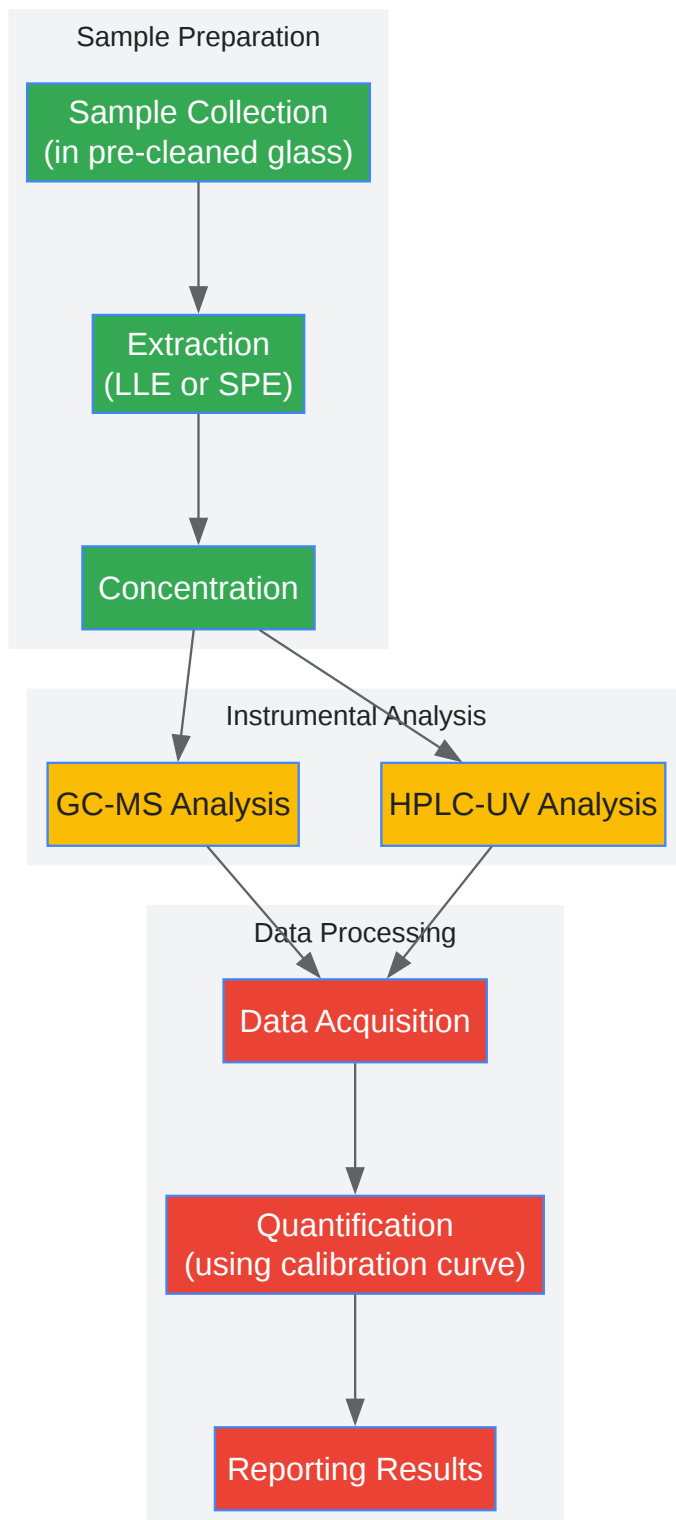 Sample Preparation
Sample Collection
(in pre-cleaned glass)
Extraction
(LLE or SPE)
Concentration
Instrumental Analysis
GC-MS Analysis
HPLC-UV Analysis
Data Processing
Data Acquisition
Quantification
(using calibration curve)
Reporting Results